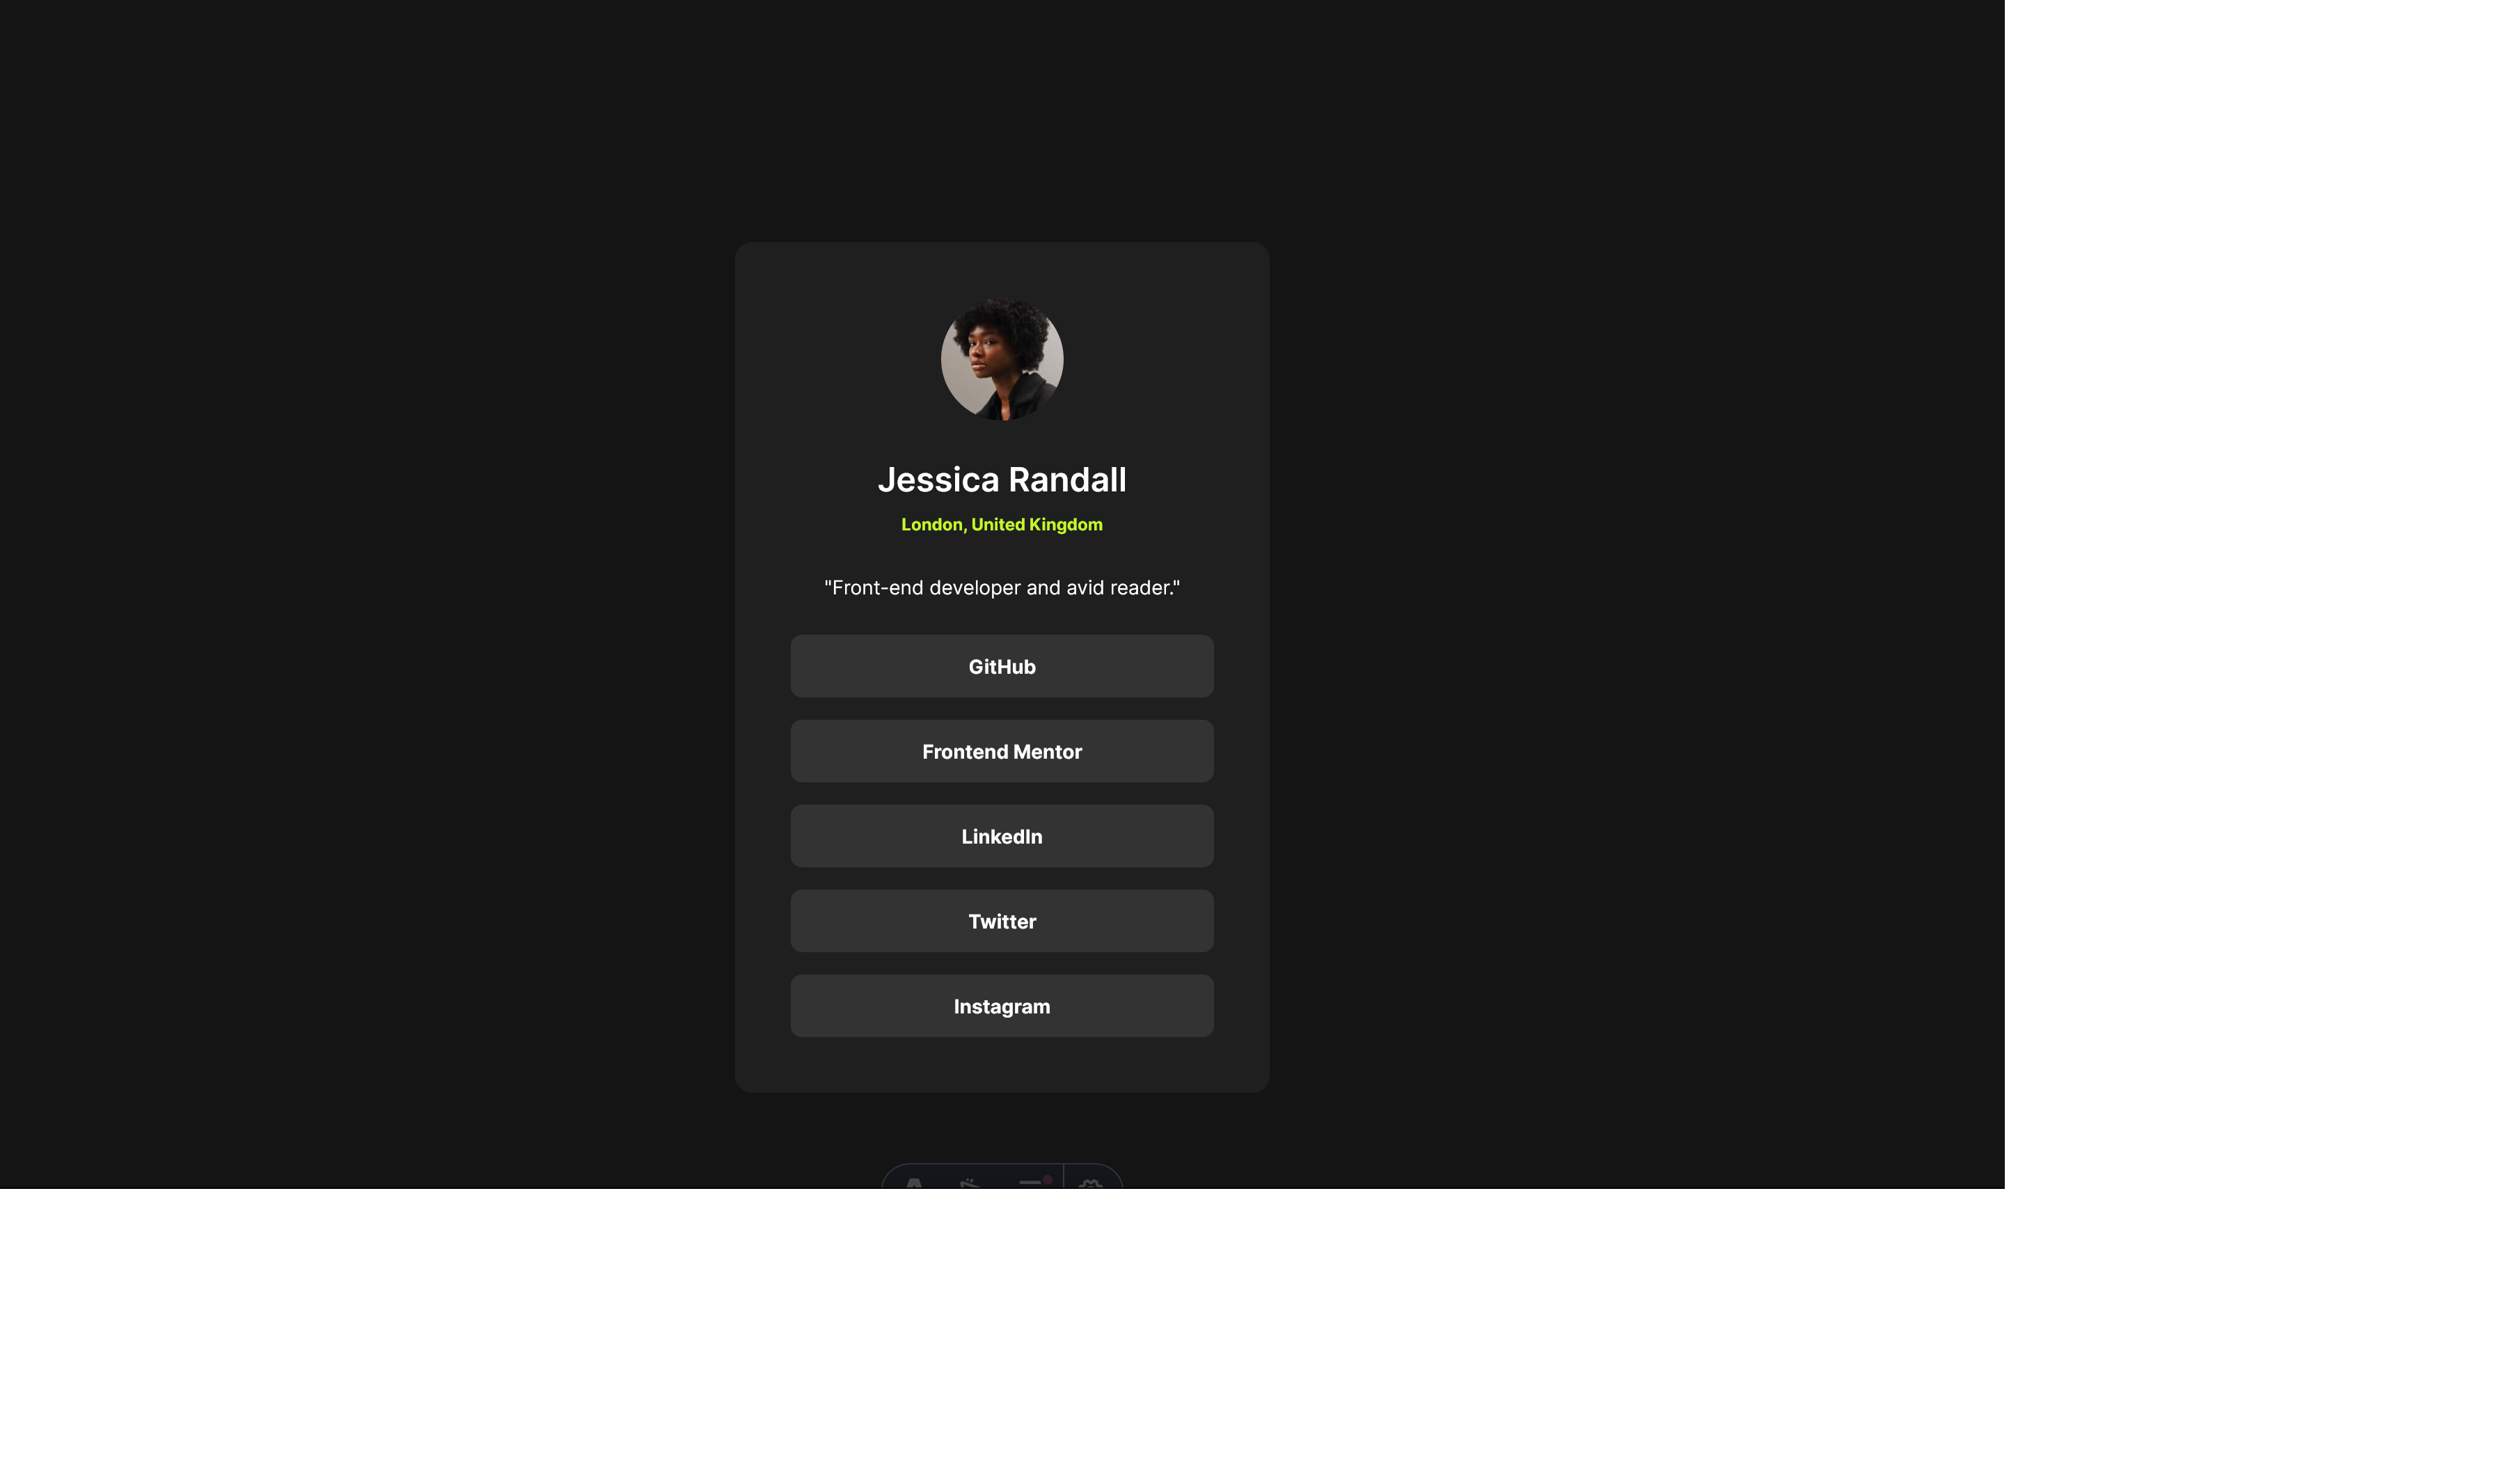 Jessica Randall
London, United Kingdom
"Front-end developer and avid reader."
GitHub
Frontend Mentor
LinkedIn
Twitter
Instagram